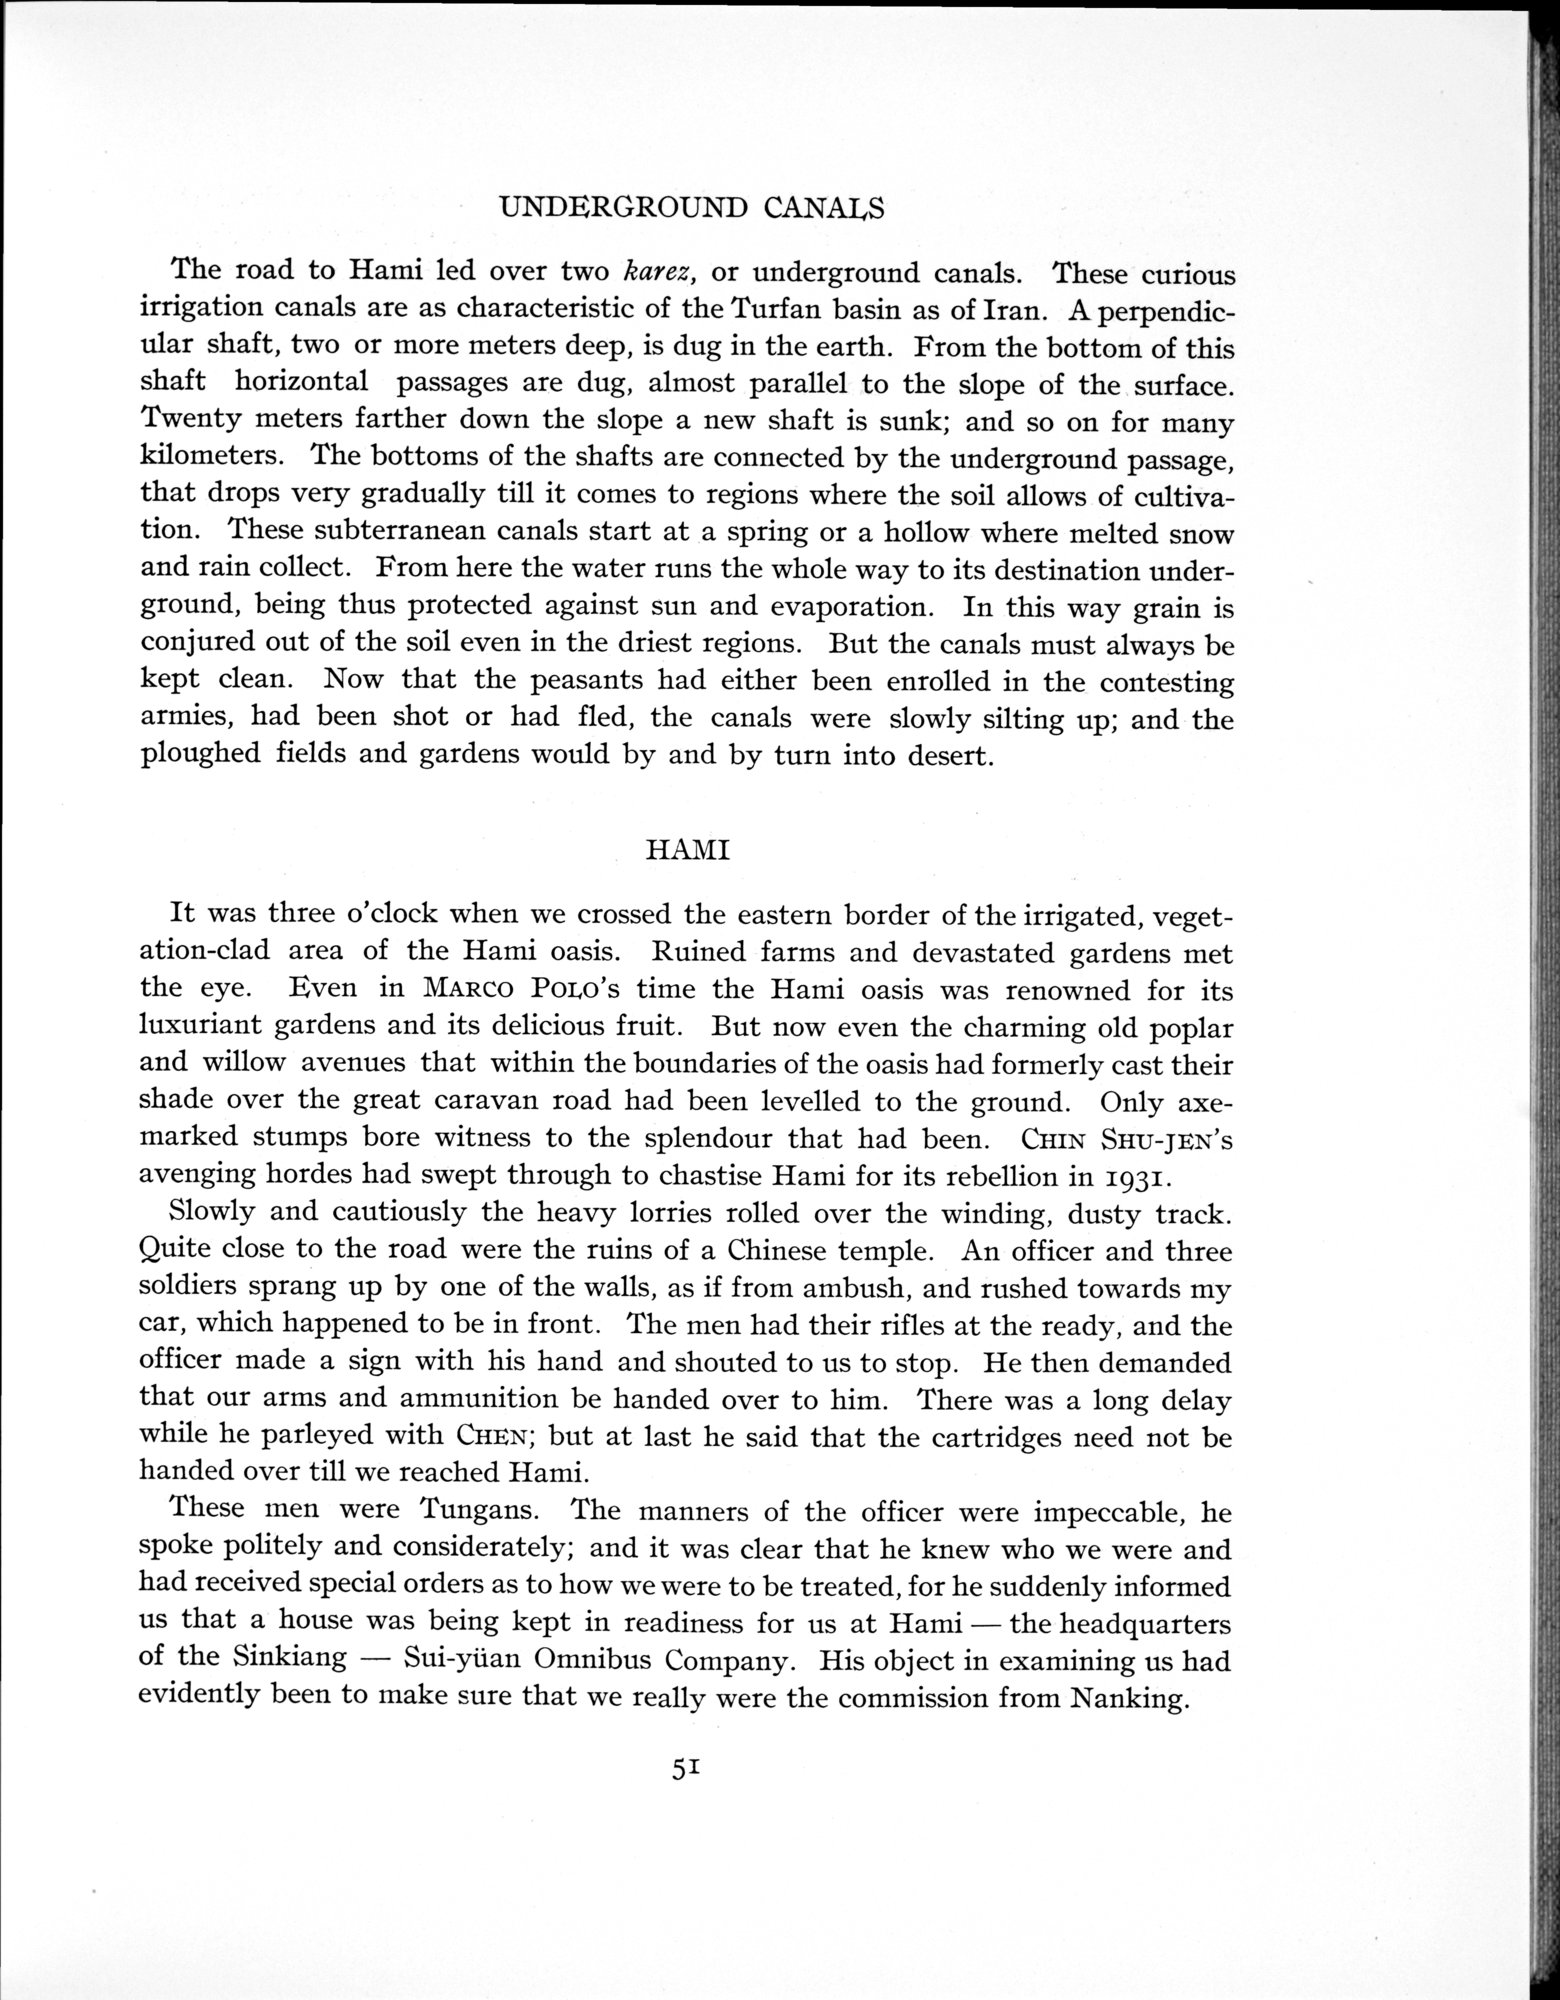 UNDERGROUND CANALS
The road to Hami led over two karez, or underground canals. These curious
irrigation canals are as characteristic of the Turfan basin as of Iran. A perpendic-
ular shaft, two or more meters deep, is dug in the earth. From the bottom of this
shaft horizontal passages are dug, almost parallel to the slope of the surface.
Twenty meters farther down the slope a new shaft is sunk; and so on for many
kilometers. The bottoms of the shafts are connected by the underground passage,
that drops very gradually till it comes to regions where the soil allows of cultiva-
tion. These subterranean canals start at a spring or a hollow where melted snow
and rain collect. From here the water runs the whole way to its destination under-
ground, being thus protected against sun and evaporation. In this way grain is
conjured out of the soil even in the driest regions. But the canals must always be
kept clean. Now that the peasants had either been enrolled in the contesting
armies, had been shot or had fled, the canals were slowly silting up; and the
ploughed fields and gardens would by and by turn into desert.
HAMI
It was three o'clock when we crossed the eastern border of the irrigated, veget-
ation-clad area of the Hami oasis. Ruined farms and devastated gardens met
the eye. Even in MARCO POLO's time the Hami oasis was renowned for its
luxuriant gardens and its delicious fruit. But now even the charming old poplar
and willow avenues that within the boundaries of the oasis had formerly cast their
shade over the great caravan road had been levelled to the ground. Only axe-
marked stumps bore witness to the splendour that had been. CHIN SHU-JEN's
avenging hordes had swept through to chastise Hami for its rebellion in 1931.
Slowly and cautiously the heavy lorries rolled over the winding, dusty track.
Quite close to the road were the ruins of a Chinese temple. An officer and three
soldiers sprang up by one of the walls, as if from ambush, and rushed towards my
car, which happened to be in front. The men had their rifles at the ready, and the
officer made a sign with his hand and shouted to us to stop. He then demanded
that our arms and ammunition be handed over to him. There was a long delay
while he parleyed with CHEN; but at last he said that the cartridges need not be
handed over till we reached Hami.
These men were Tungans. The manners of the officer were impeccable, he
spoke politely and considerately; and it was clear that he knew who we were and
had received special orders as to how we were to be treated, for he suddenly informed
us that a house was being kept in readiness for us at Hami — the headquarters
of the Sinkiang — Sui-yüan Omnibus Company. His object in examining us had
evidently been to make sure that we really were the commission from Nanking.
51